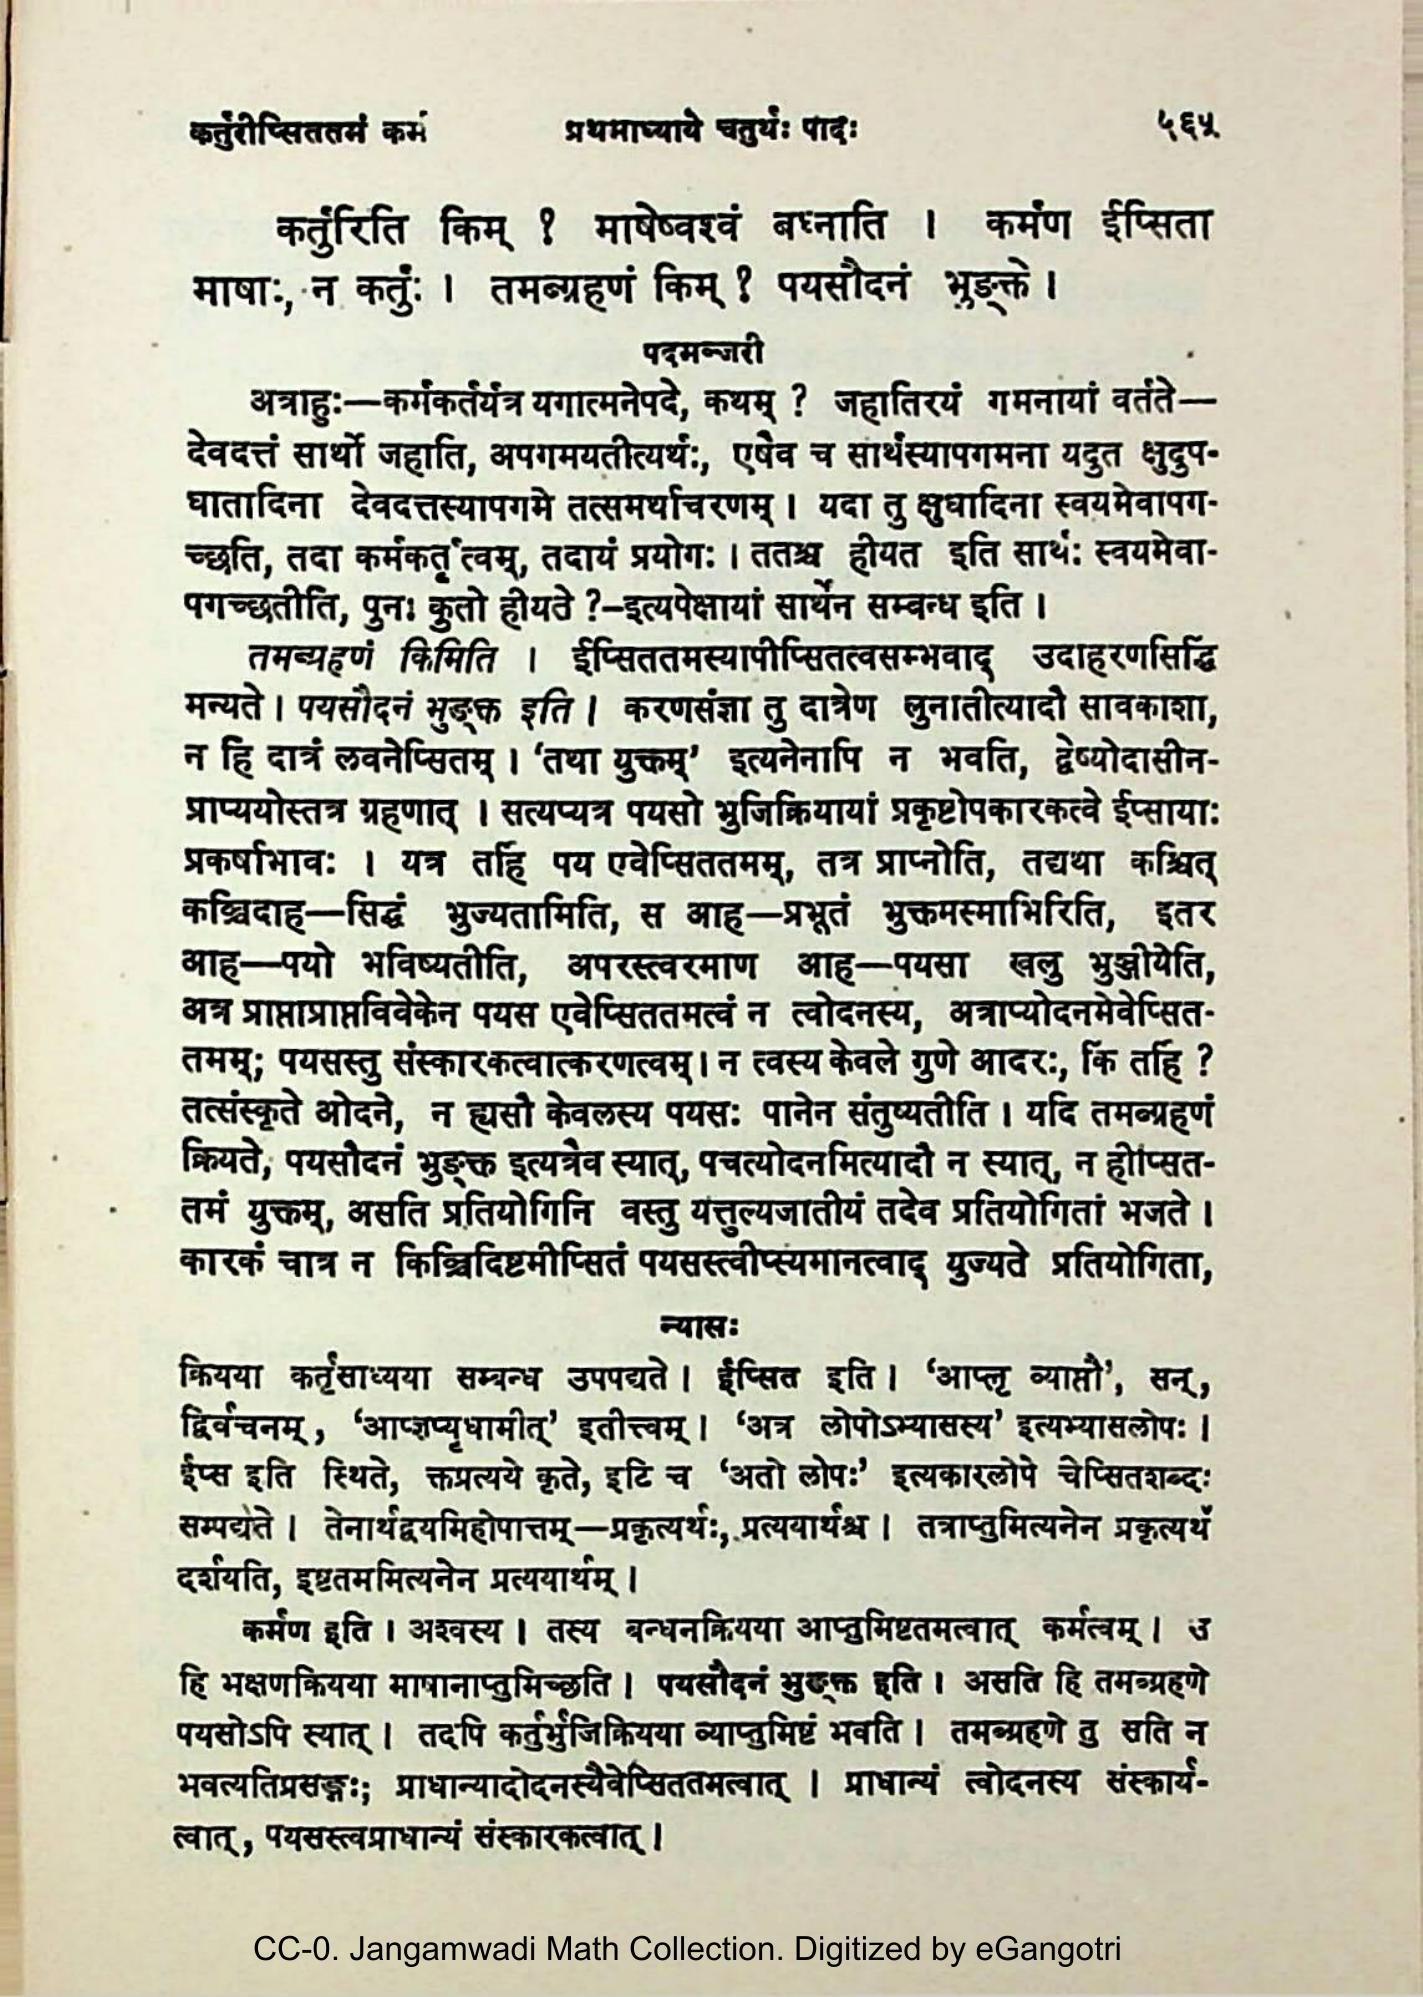 कर्तुरीप्सिततमं कर्म प्रथमाध्याये चतुर्थः पादः ५६५
कर्तुरिति किम् ? माषेष्वश्वं बध्नाति । कर्मण ईप्सिता
माषाः, न कर्तुः । तमब्ग्रहणं किम् ? पयसौदनं भुङ्क्ते ।
पदमञ्जरी
अत्राहुः—कर्मकर्तर्यत्र यगात्मनेपदे, कथम् ? जहातिरयं गमनायां वर्तते—
देवदत्तं सार्थो जहाति, अपगमयतीत्यर्थः, एषैव च सार्थस्यापगमना यदुत क्षुदुप-
घातादिना देवदत्तस्यापगमे तत्समर्थाचरणम् । यदा तु क्षुधादिना स्वयमेवापग-
च्छति, तदा कर्मकर्तृत्वम्, तदायं प्रयोगः । ततश्च हीयत इति सार्थः स्वयमेवा-
पगच्छतीति, पुनः कुतो हीयते ?–इत्यपेक्षायां सार्थेन सम्बन्ध इति ।
तमब्ग्रहणं किमिति । ईप्सिततमस्यापीप्सितत्वसम्भवाद् उदाहरणसिद्धिं
मन्यते । पयसौदनं भुङ्क्त इति । करणसंज्ञा तु दात्रेण लुनातीत्यादौ सावकाशा,
न हि दात्रं लवनेप्सितम् । ‘तथा युक्तम्’ इत्यनेनापि न भवति, द्वेष्योदासीन-
प्राप्ययोस्तत्र ग्रहणात् । सत्यप्यत्र पयसो भुजिक्रियायां प्रकृष्टोपकारकत्वे ईप्सायाः
प्रकर्षाभावः । यत्र तर्हि पय एवेप्सिततमम्, तत्र प्राप्नोति, तद्यथा कश्चित्
कञ्चिदाह—सिद्धं भुज्यतामिति, स आह—प्रभूतं भुक्तमस्माभिरिति, इतर
आह—पयो भविष्यतीति, अपरस्त्वरमाण आह—पयसा खलु भुञ्जीयेति,
अत्र प्राप्ताप्राप्तविवेकेन पयस एवेप्सिततमत्वं न त्वोदनस्य, अत्राप्योदनमेवेप्सित-
तमम्; पयसस्तु संस्कारकत्वात्करणत्वम् । न त्वस्य केवले गुणे आदरः, किं तर्हि ?
तत्संस्कृते ओदने, न ह्यसौ केवलस्य पयसः पानेन संतुष्यतीति । यदि तमब्ग्रहणं
क्रियते, पयसौदनं भुङ्क्त इत्यत्रैव स्यात्, पचत्योदनमित्यादौ न स्यात्, न हीप्सित-
तमं युक्तम्, असति प्रतियोगिनि वस्तु यत्तुल्यजातीयं तदेव प्रतियोगितां भजते ।
कारकं चात्र न किञ्चिदिष्टमीप्सितं पयसस्त्वीप्स्यमानत्वाद् युज्यते प्रतियोगिता,
न्यासः
क्रियया कर्तृसाध्यया सम्बन्ध उपपद्यते । ईप्सित इति । ‘आप्लृ व्याप्तौ’, सन्,
द्विर्वचनम्, ‘आप्ज्ञप्यृधामीत्’ इतीत्त्वम् । ‘अत्र लोपोऽभ्यासस्य’ इत्यभ्यासलोपः ।
ईप्स इति स्थिते, क्तप्रत्यये कृते, इटि च ‘अतो लोपः’ इत्यकारलोपे चेप्सितशब्दः
सम्पद्यते । तेनार्थद्वयमिहोपात्तम्—प्रकृत्यर्थः, प्रत्ययार्थश्च । तत्राप्तुमित्यनेन प्रकृत्यर्थं
दर्शयति, इष्टतममित्यनेन प्रत्ययार्थम् ।
कर्मण इति । अश्वस्य । तस्य बन्धनक्रियया आप्तुमिष्टतमत्वात् कर्मत्वम् ।
हि भक्षणक्रियया माषानाप्तुमिच्छति । पयसौदनं भुङ्क्त इति । असति हि तमब्ग्रहणे
पयसोऽपि स्यात् । तदपि कर्तुर्भुजिक्रियया व्याप्तुमिष्टं भवति । तमब्ग्रहणे तु सति न
भवत्यतिप्रसङ्गः; प्राधान्यादोदनस्यैवेप्सिततमत्वात् । प्राधान्यं त्वोदनस्य संस्कार्य-
त्वात्, पयसस्त्वप्राधान्यं संस्कारकत्वात् ।
CC-0. Jangamwadi Math Collection. Digitized by eGangotri